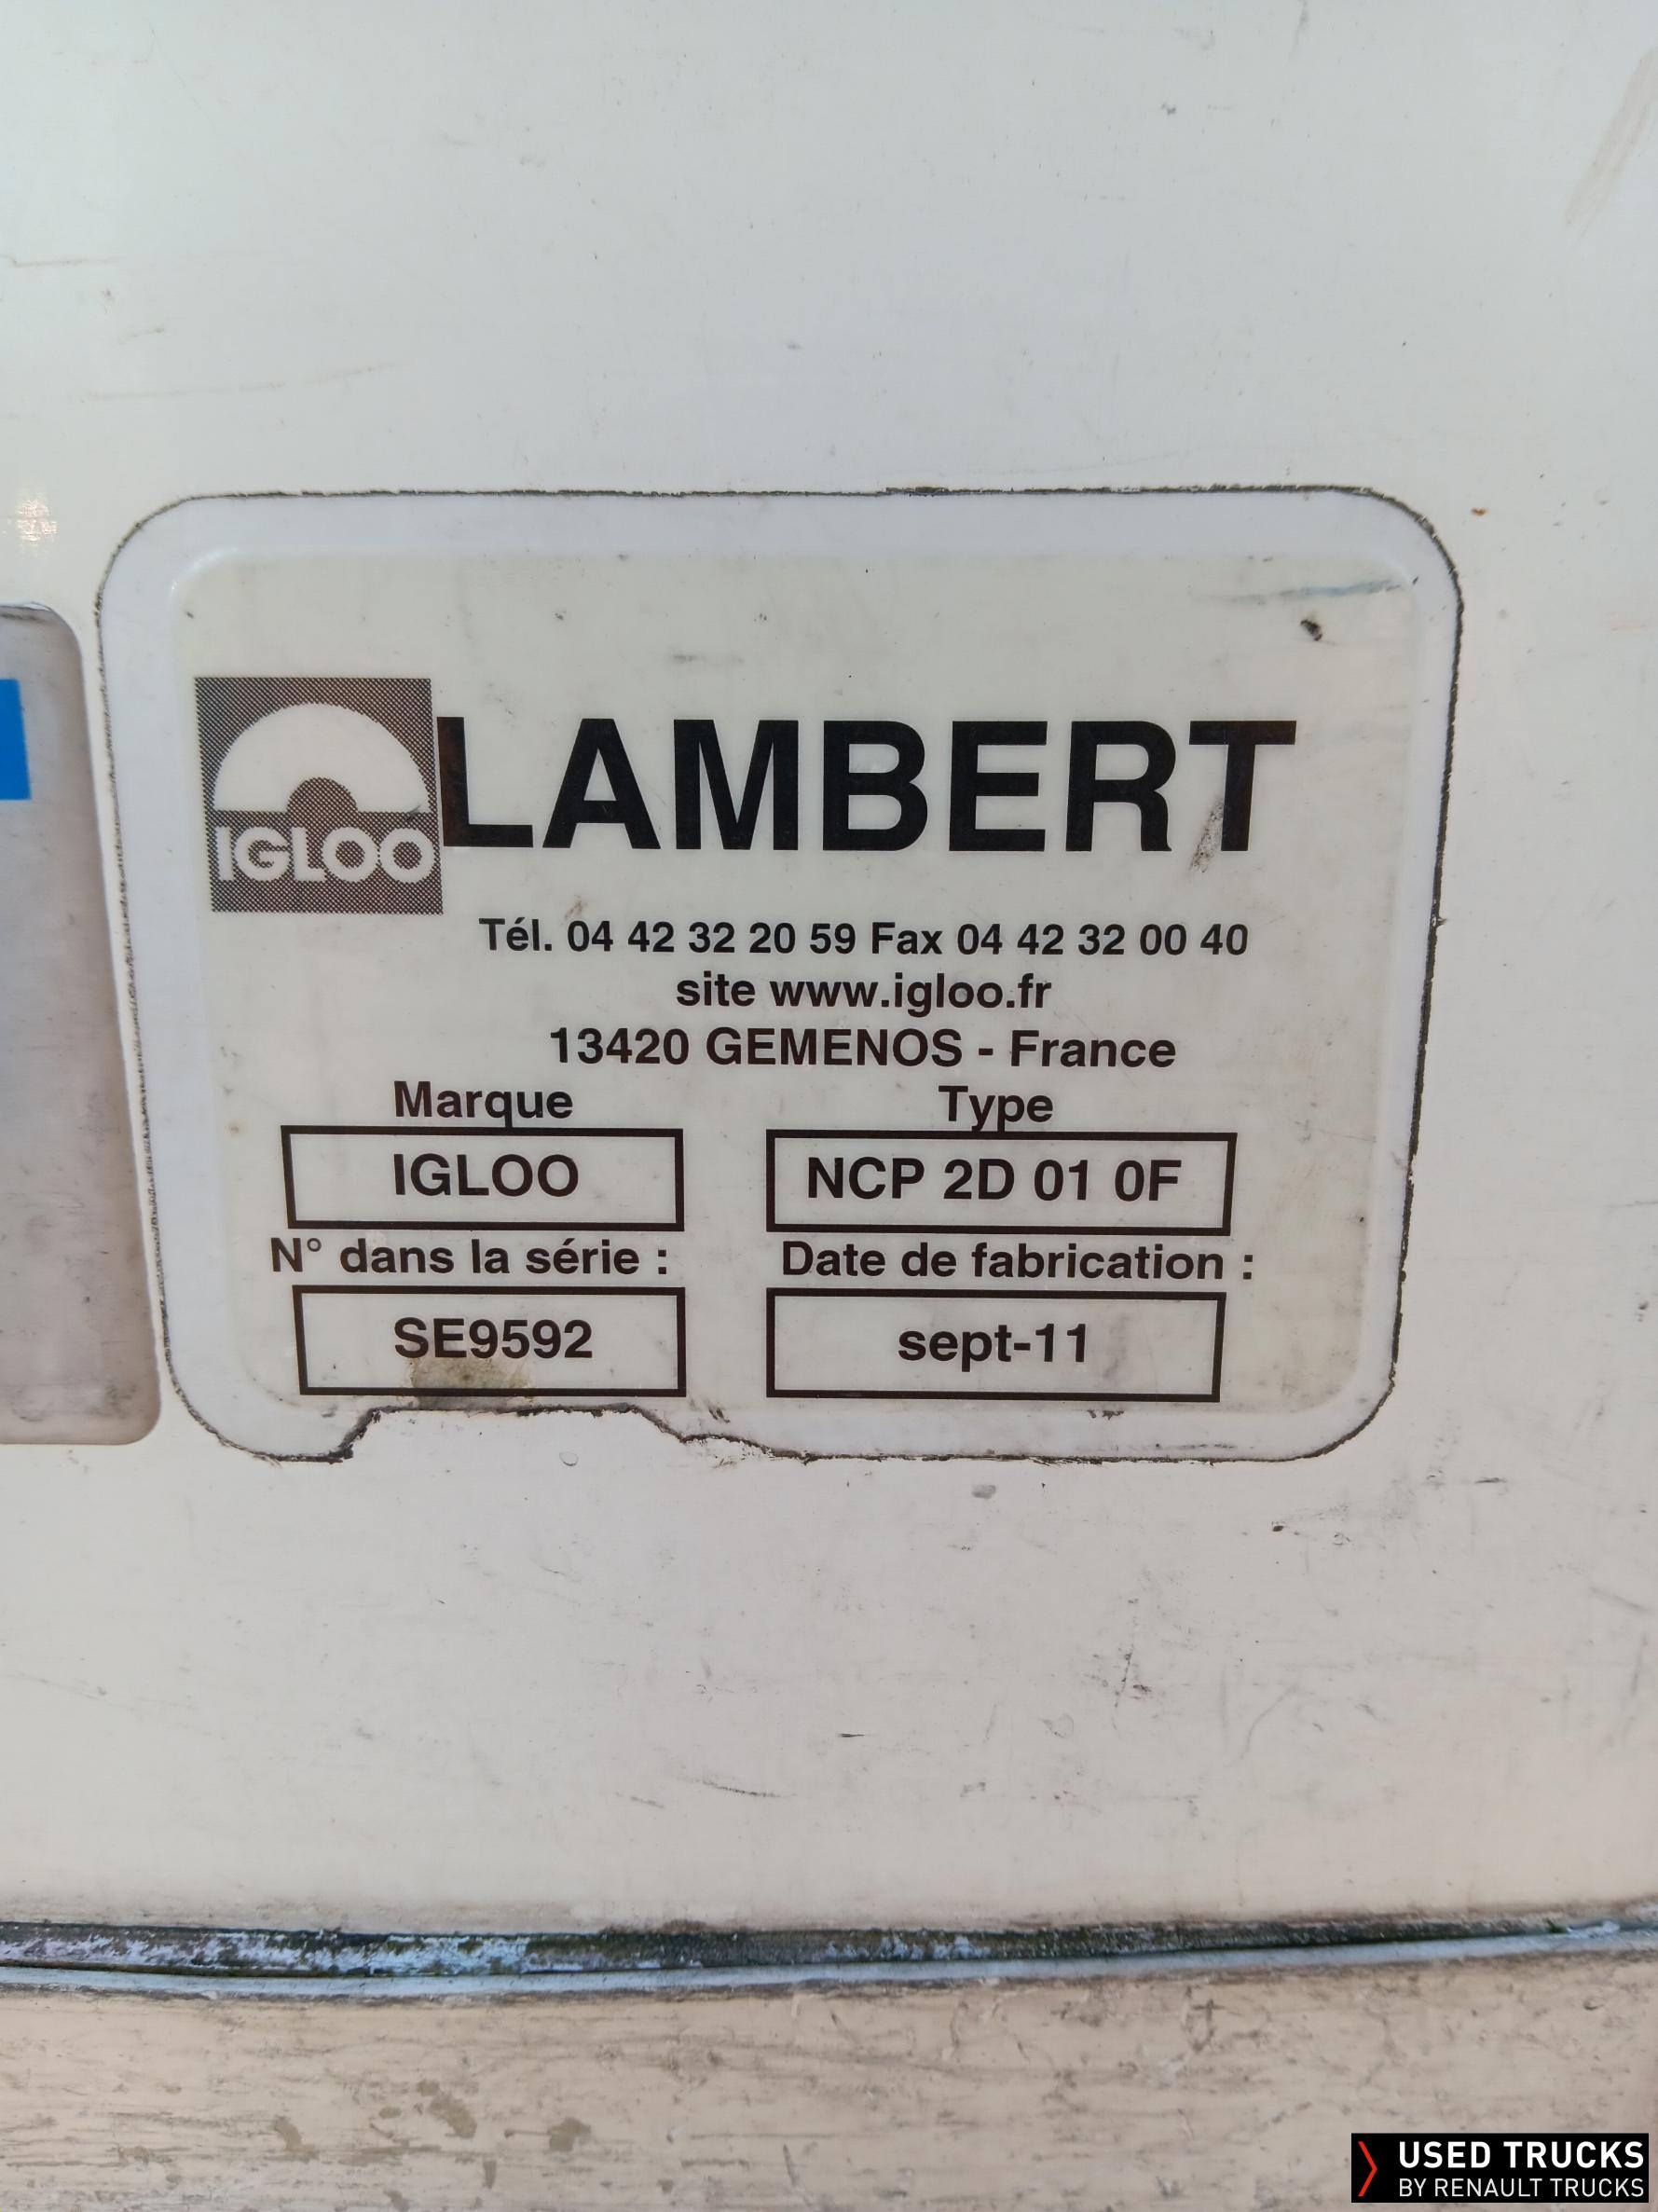 IGLOO
LAMBERT
Tél. 04 42 32 20 59 Fax 04 42 32 00 40
site www.igloo.fr
13420 GEMENOS - France
Marque Type
IGLOO NCP 2D 01 0F
N° dans la série : Date de fabrication :
SE9592 sept-11
USED TRUCKS
BY RENAULT TRUCKS